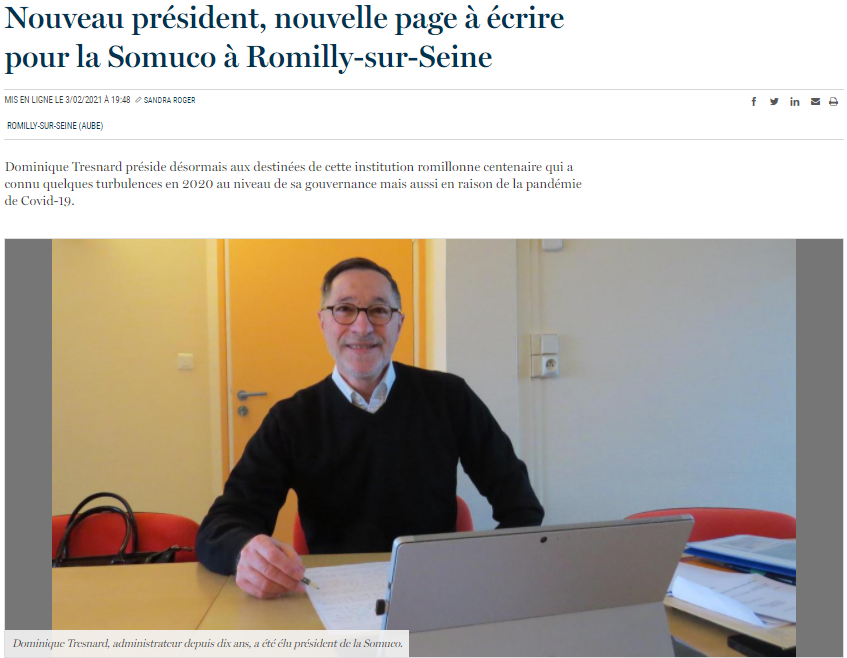 Nouveau président, nouvelle page à écrire
pour la Somuco à Romilly-sur-Seine
MIS EN LIGNE LE 3/02/2021 À 19:48 SANDRA ROGER
ROMILLY-SUR-SEINE (AUBE)
Dominique Tresnard préside désormais aux destinées de cette institution romillonne centenaire qui a
connu quelques turbulences en 2020 au niveau de sa gouvernance mais aussi en raison de la pandémie
de Covid-19.
Dominique Tresnard, administrateur depuis dix ans, a été élu président de la Somuco.